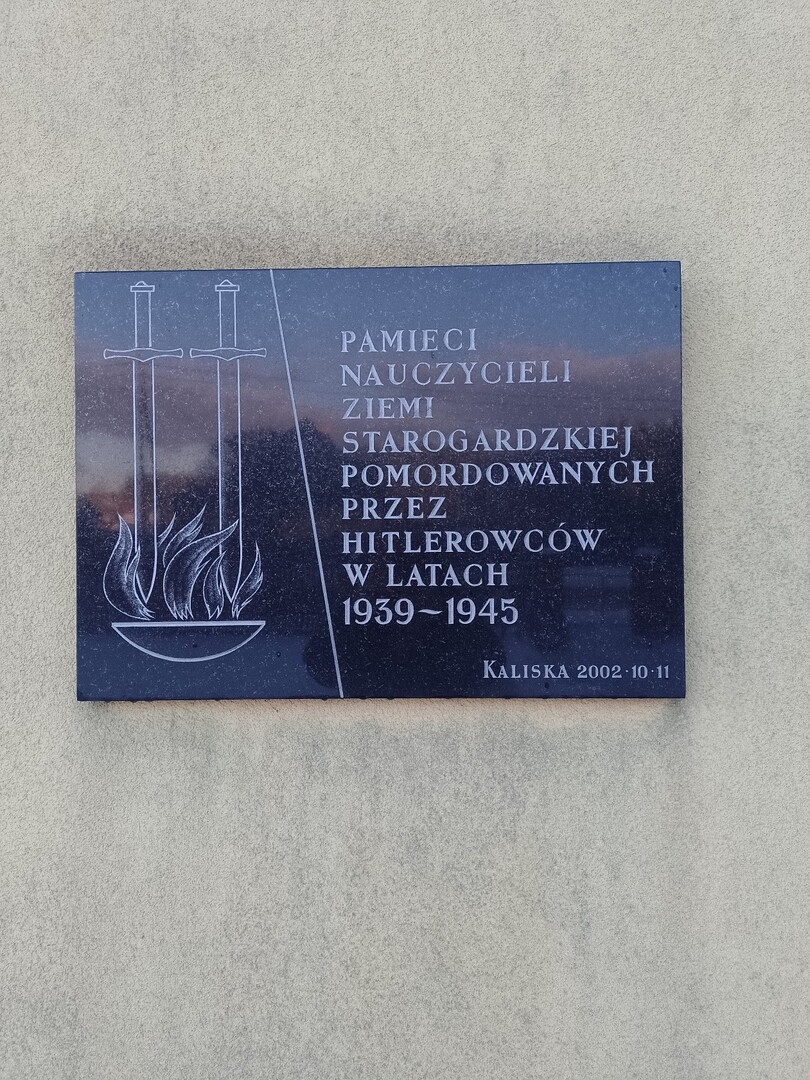 PAMIECI
NAUCZYCIELI
ZIEMI
STAROGARDZKIEJ
POMORDOWANYCH
PRZEZ
HITLEROWCÓW
W LATACH
1939~1945
KALISKA 2002·10·11